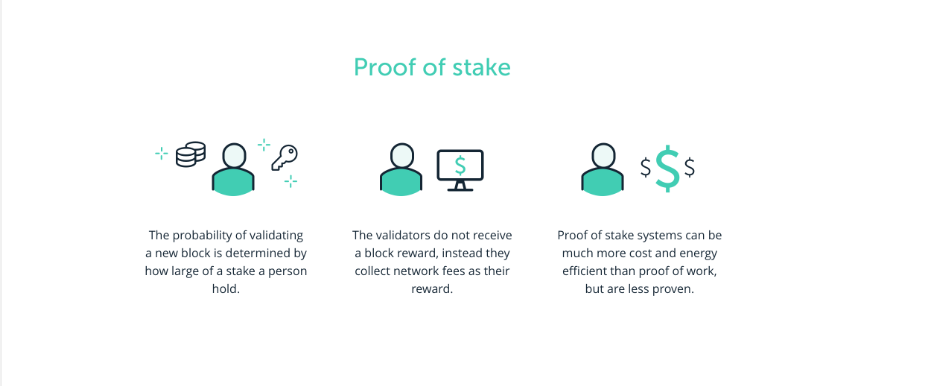 Proof of stake
$
$ $ $
The probability of validating
a new block is determined by
how large of a stake a person
hold.
The validators do not receive
a block reward, instead they
collect network fees as their
reward.
Proof of stake systems can be
much more cost and energy
efficient than proof of work,
but are less proven.